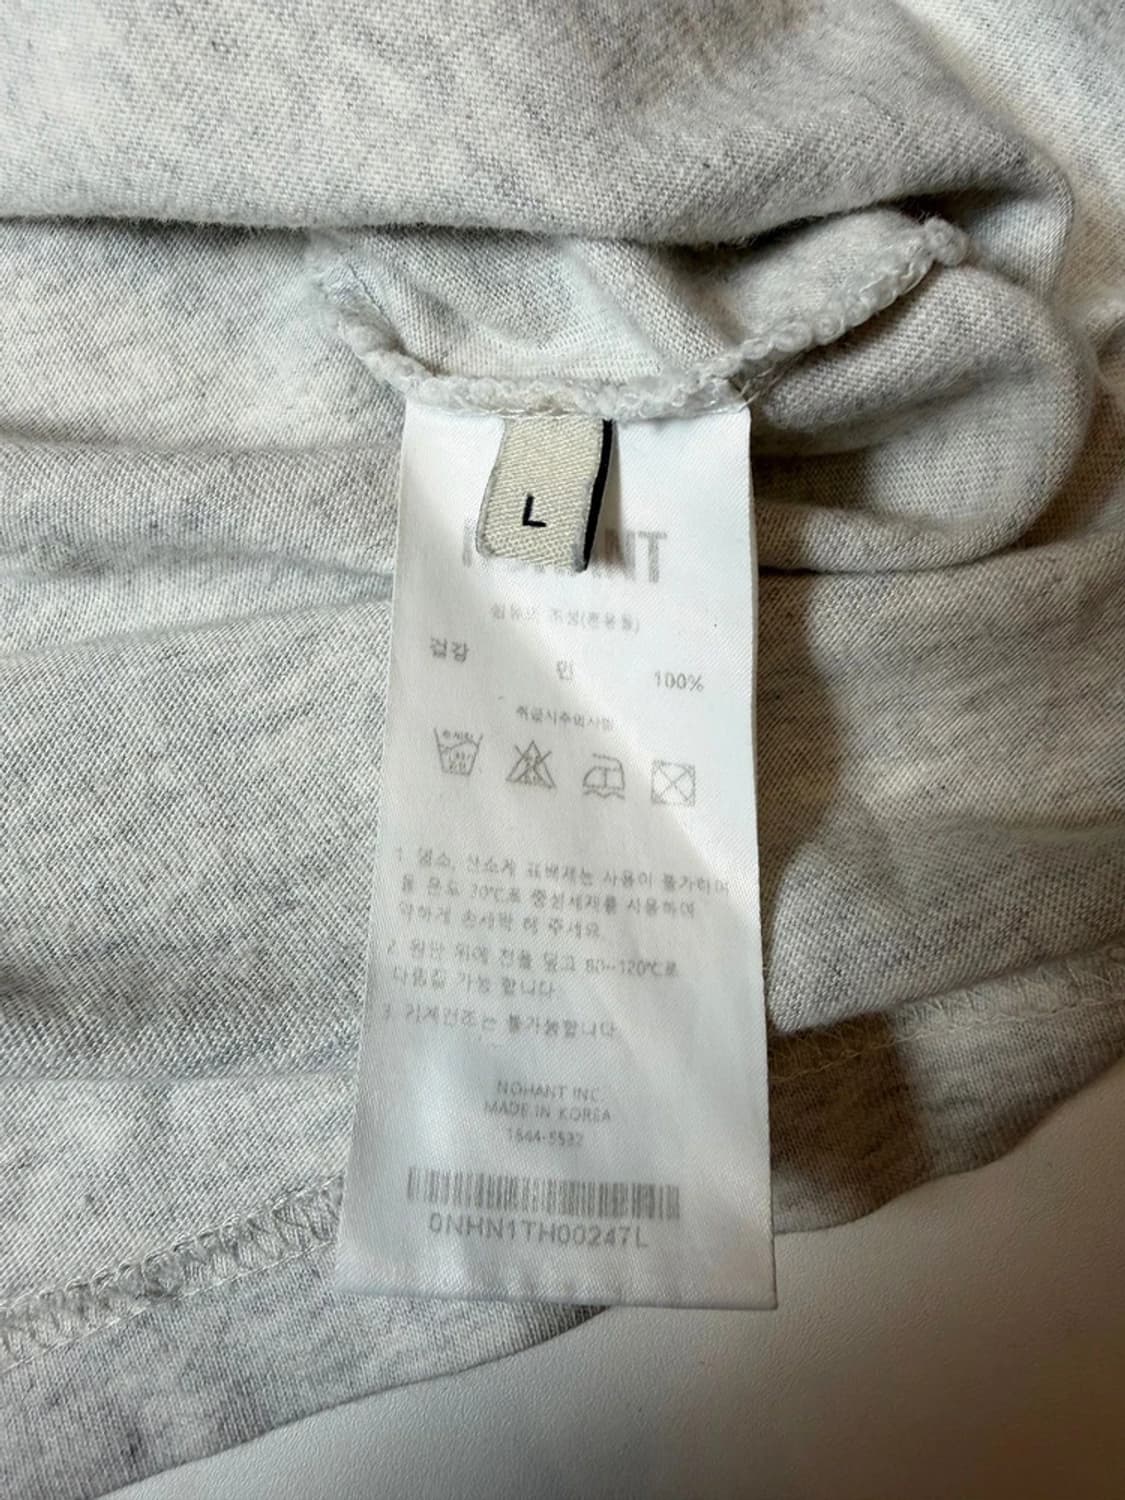 L
NOHANT
섬유의 조성(혼용율)
겉감 면 100%
취급시주의사항
1. 염소, 산소계 표백제는 사용이 불가하며
물 온도 30℃로 중성세제를 사용하여
약하게 손세탁 해 주세요.
2. 원단 위에 천을 덮고 80~120℃로
다림질 가능 합니다.
3. 기계건조는 불가능합니다.
NOHANT INC.
MADE IN KOREA
1644-5532
0NHN1TH00247L